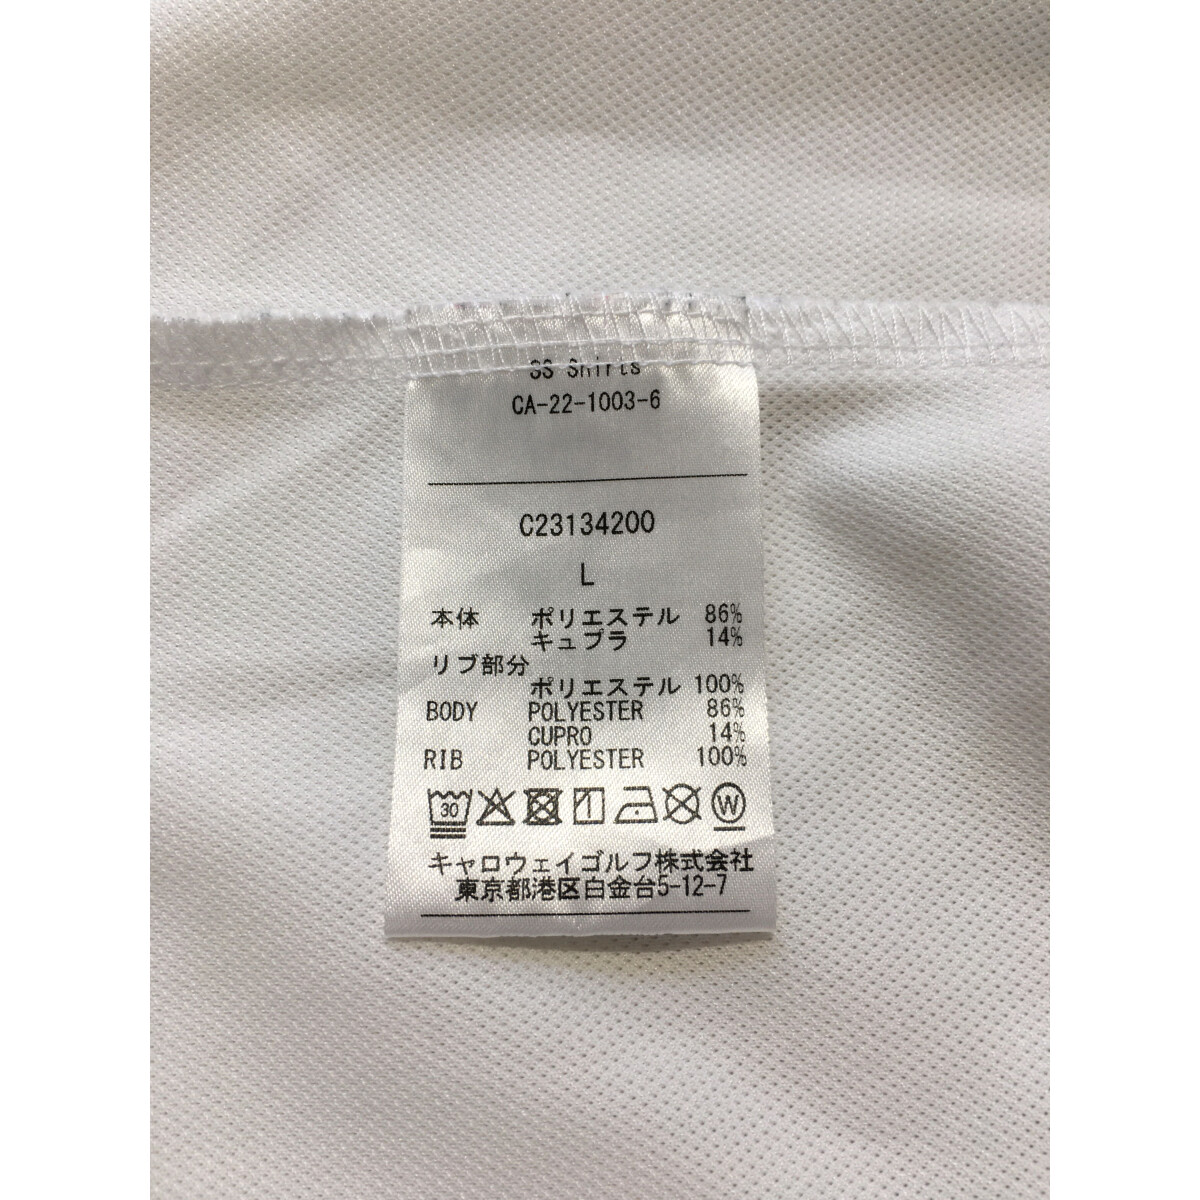 SS Shirts
CA-22-1003-6
C23134200
L
本体 ポリエステル 86%
キュプラ 14%
リブ部分
ポリエステル 100%
BODY POLYESTER 86%
CUPRO 14%
RIB POLYESTER 100%
30 W
キャロウェイゴルフ株式会社
東京都港区白金台5-12-7